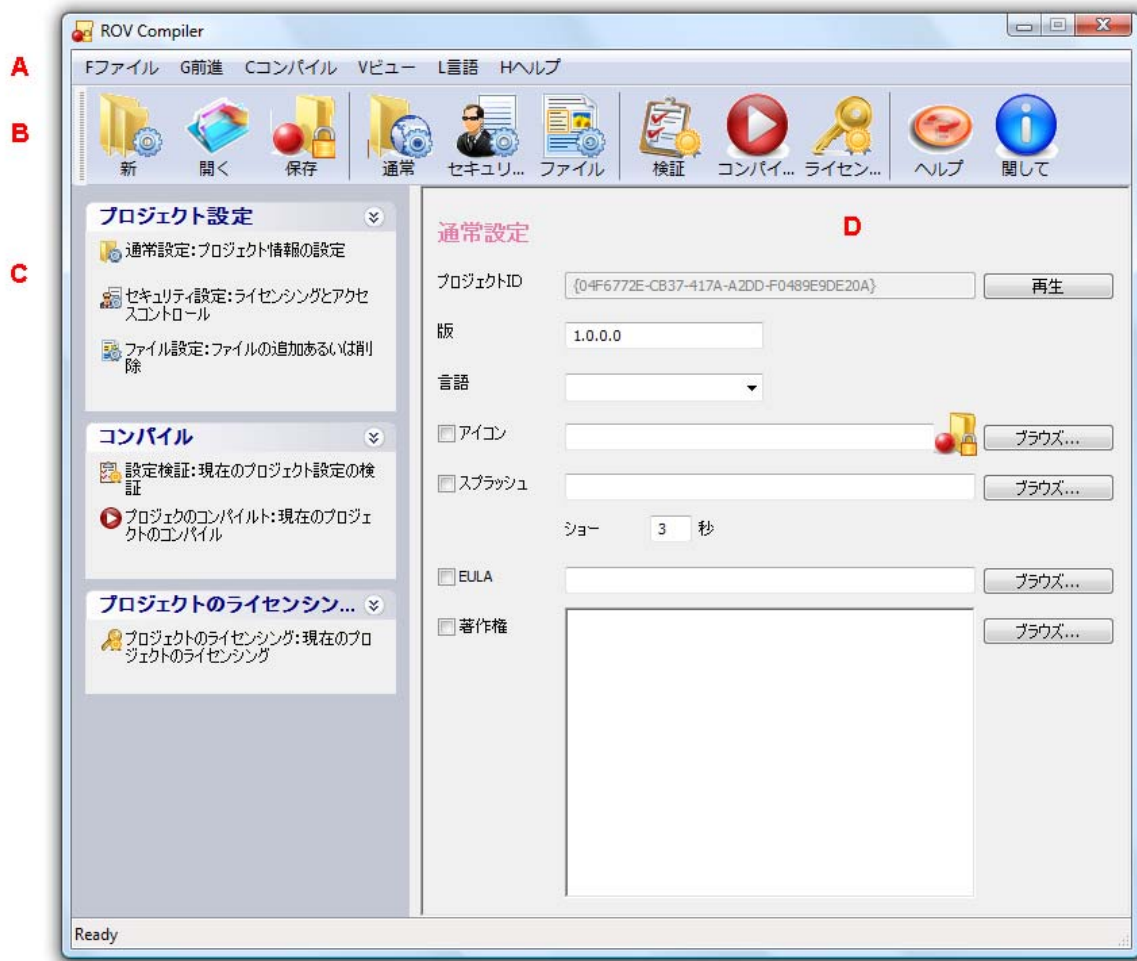 ROV Compiler
A
Fファイル G前進 Cコンパイル Vビュー L言語 Hヘルプ
B
新 開く 保存 通常 セキュリ... ファイル 検証 コンパイ... ライセン... ヘルプ 関して
C
プロジェクト設定
通常設定:プロジェクト情報の設定
セキュリティ設定:ライセンシングとアクセ
スコントロール
ファイル設定:ファイルの追加あるいは削
除
コンパイル
設定検証:現在のプロジェクト設定の検
証
プロジェクのコンパイルト:現在のプロジェ
クトのコンパイル
プロジェクトのライセンシン...
プロジェクトのライセンシング:現在のプロ
ジェクトのライセンシング
D
通常設定
プロジェクトID {04F6772E-CB37-417A-A2DD-F0489E9DE20A} 再生
版 1.0.0.0
言語
アイコン ブラウズ...
スプラッシュ ブラウズ...
ショー 3 秒
EULA ブラウズ...
著作権 ブラウズ...
Ready